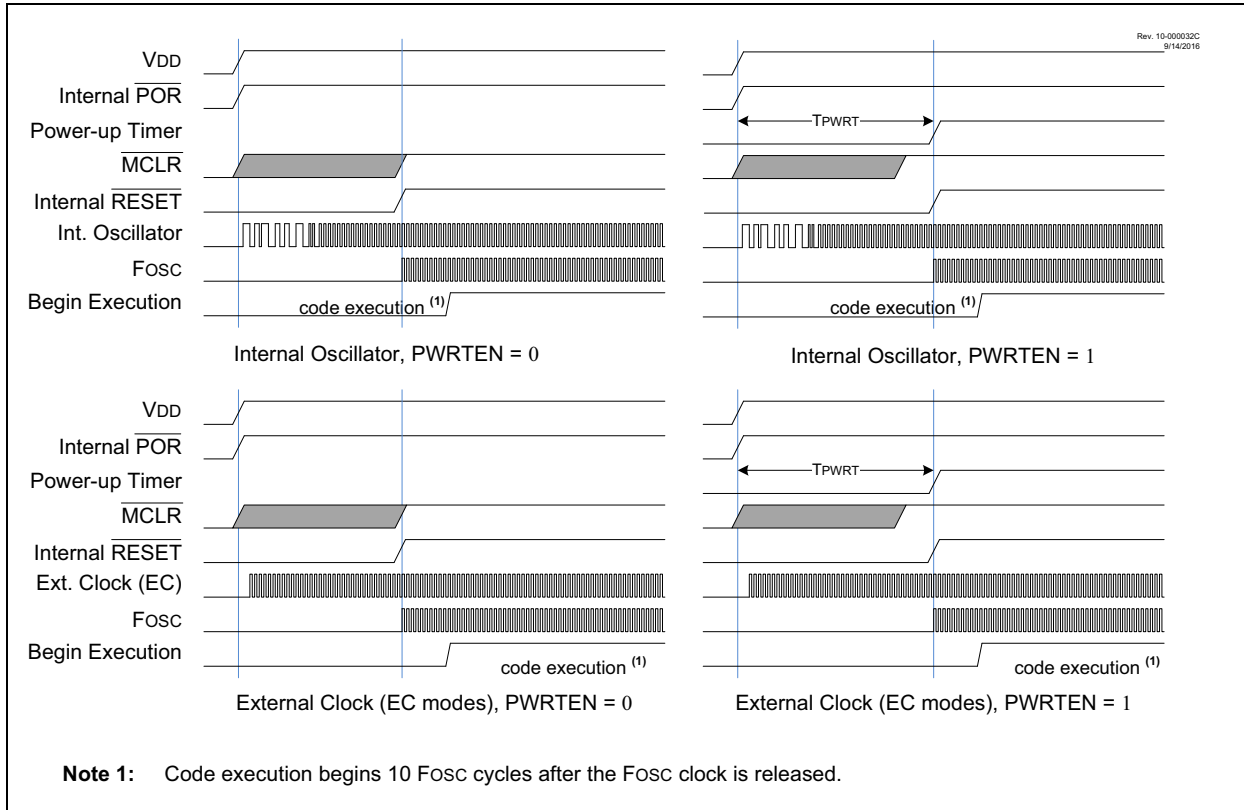 Rev. 10-000032C
9/14/2016
VDD
Internal POR
Power-up Timer
MCLR
Internal RESET
Int. Oscillator
FOSC
Begin Execution
code execution (1)
Internal Oscillator, PWRTEN = 0
TPWRT
code execution (1)
Internal Oscillator, PWRTEN = 1
VDD
Internal POR
Power-up Timer
MCLR
Internal RESET
Ext. Clock (EC)
FOSC
Begin Execution
code execution (1)
External Clock (EC modes), PWRTEN = 0
TPWRT
code execution (1)
External Clock (EC modes), PWRTEN = 1
Note 1: Code execution begins 10 FOSC cycles after the FOSC clock is released.